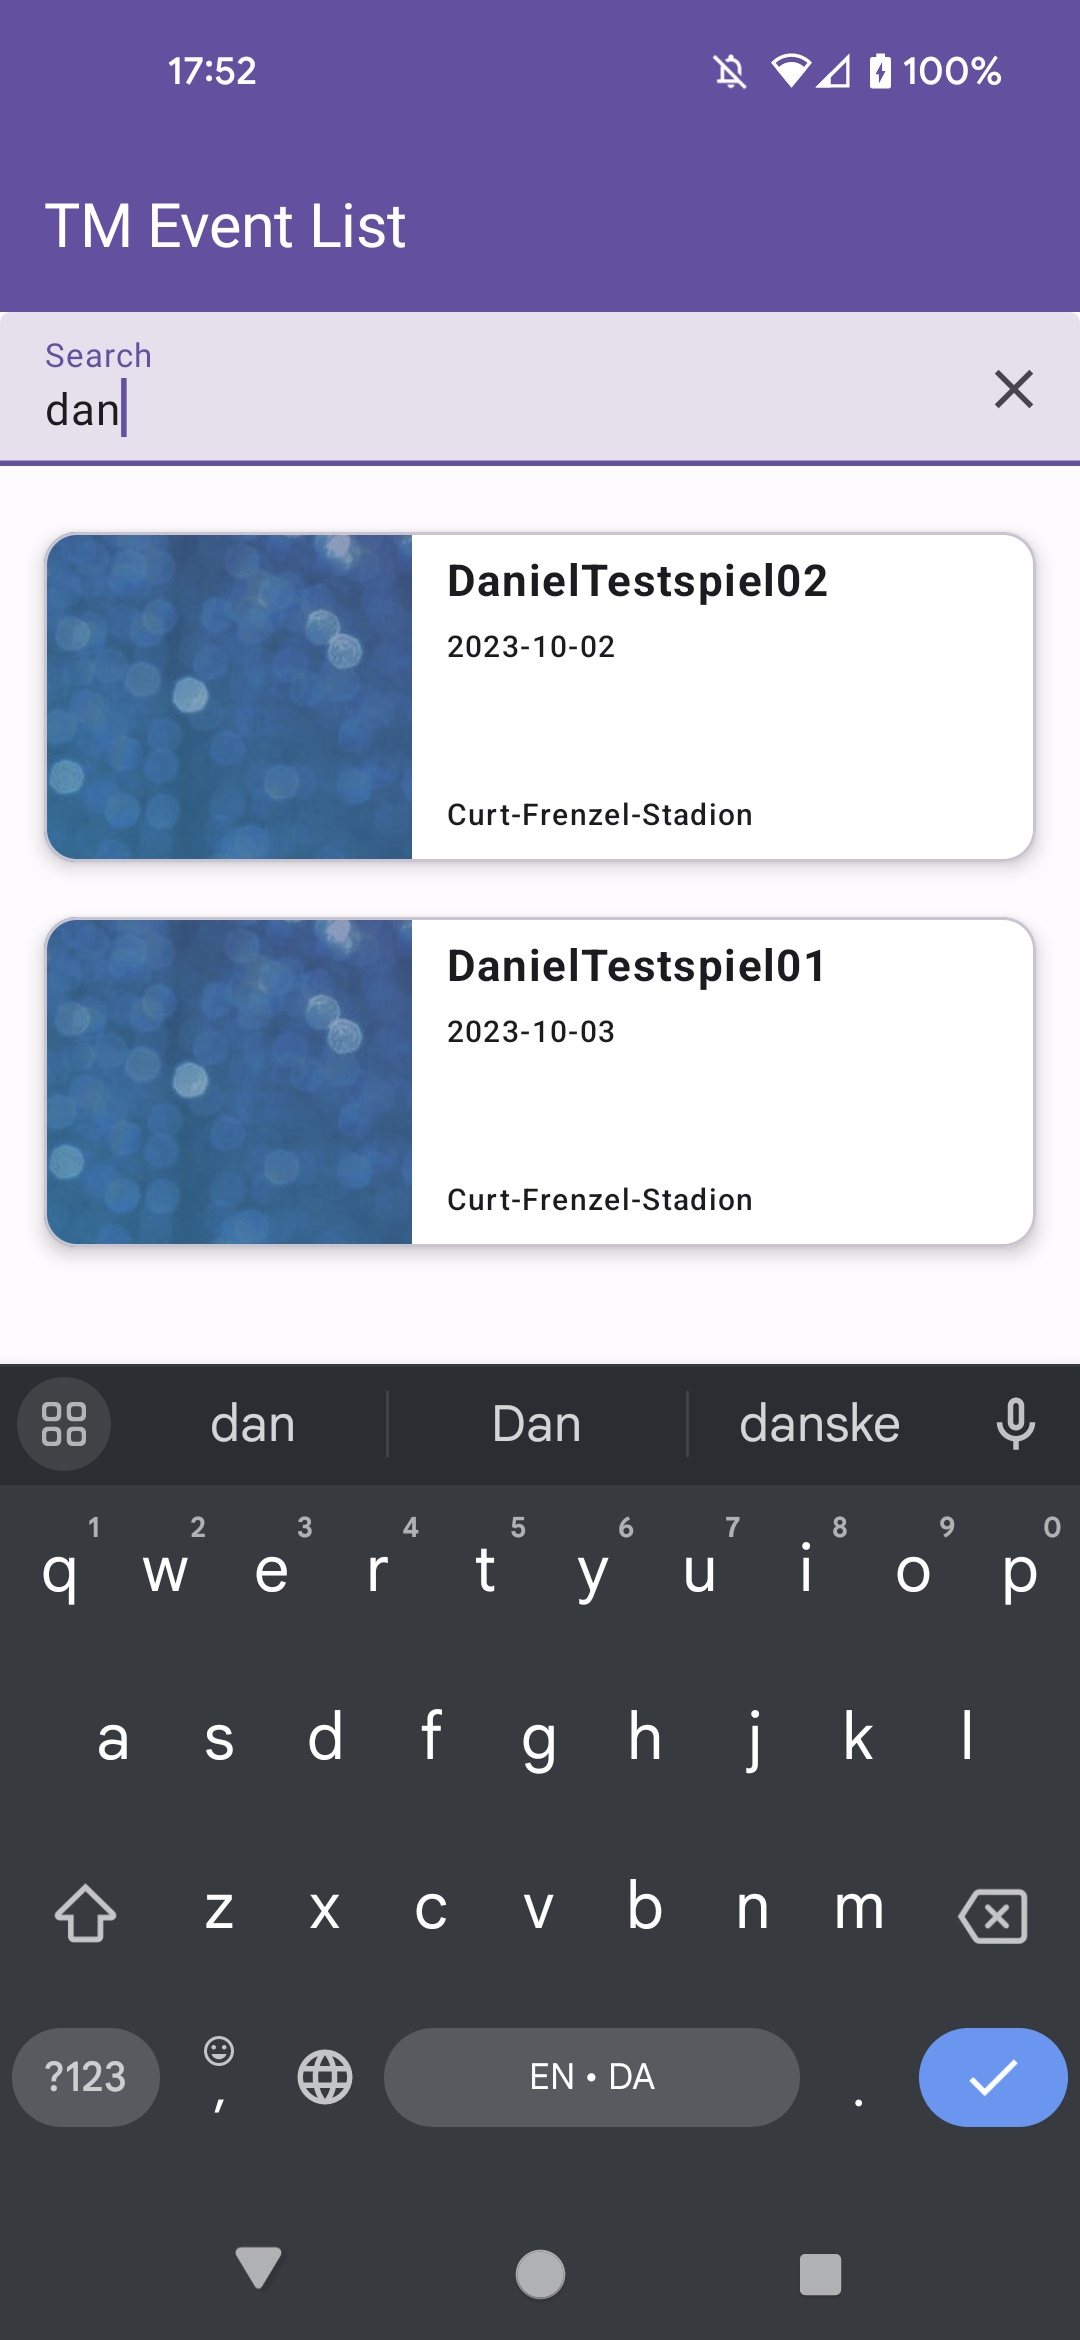 17:52 100%
TM Event List
Search
dan
DanielTestspiel02
2023-10-02
Curt-Frenzel-Stadion
DanielTestspiel01
2023-10-03
Curt-Frenzel-Stadion
dan Dan danske
1 2 3 4 5 6 7 8 9 0
q w e r t y u i o p
a s d f g h j k l
z x c v b n m
?123 , EN • DA .